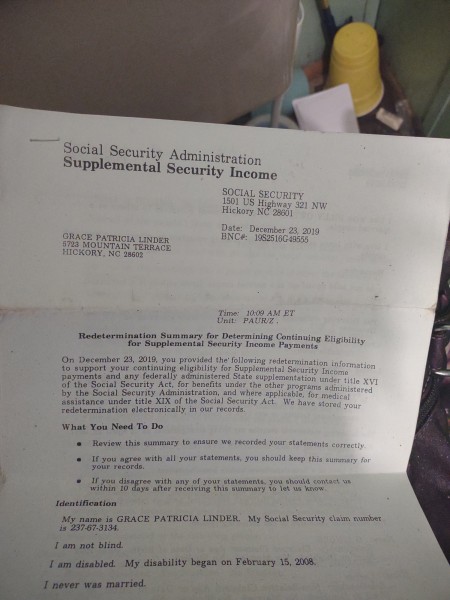 Social Security Administration
Supplemental Security Income
SOCIAL SECURITY
1501 US Highway 321 NW
Hickory NC 28601
Date: December 23, 2019
BNC#: 19S2516G49555
GRACE PATRICIA LINDER
5723 MOUNTAIN TERRACE
HICKORY, NC 28602
Time: 10:09 AM ET
Unit: PAUR/Z .
Redetermination Summary for Determining Continuing Eligibility
for Supplemental Security Income Payments
On December 23, 2019, you provided the following redetermination information
to support your continuing eligibility for Supplemental Security Income
payments and any federally administered State supplementation under title XVI
of the Social Security Act, for benefits under the other programs administered
by the Social Security Administration, and where applicable, for medical
assistance under title XIX of the Social Security Act. We have stored your
redetermination electronically in our records.
What You Need To Do
● Review this summary to ensure we recorded your statements correctly.
● If you agree with all your statements, you should keep this summary for
your records.
● If you disagree with any of your statements, you should contact us
within 10 days after receiving this summary to let us know.
Identification
My name is GRACE PATRICIA LINDER. My Social Security claim number
is 237-67-3134.
I am not blind.
I am disabled. My disability began on February 15, 2008.
I never was married.